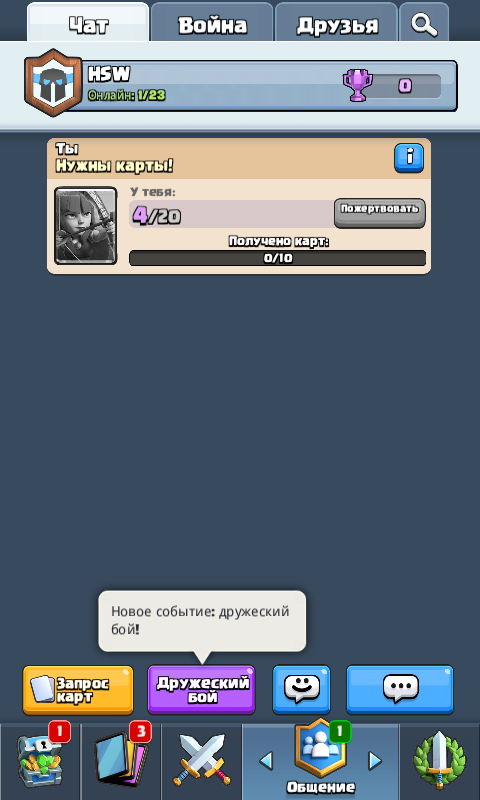 Чат
Война
Друзья
HSW
Онлайн: 1/23
0
Ты
Нужны карты!
i
У тебя:
4/20
Пожертвовать
Получено карт:
0/10
Новое событие: дружеский
бой!
Запрос
карт
Дружеский
бой
1
3
1
Общение